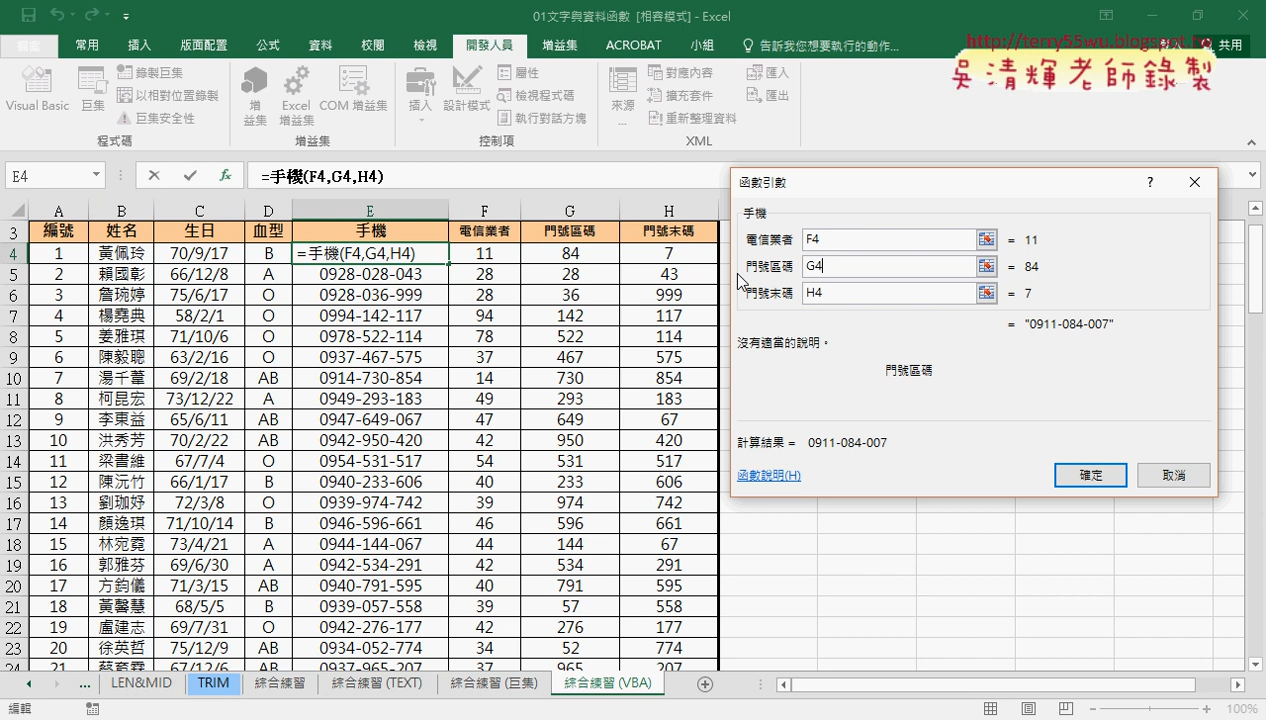 01文字與資料函數 [相容模式] - Excel
http://terry55wu.blogspot
吳清輝老師錄製
常用 插入 版面配置 公式 資料 校閱 檢視 開發人員 增益集 ACROBAT 小組 告訴我您想要執行的動作... 共用
Visual Basic 巨集 錄製巨集 以相對位置錄製 巨集安全性 程式碼
增益集 Excel 增益集 COM 增益集 增益集
插入 設計模式 屬性 檢視程式碼 執行對話方塊 控制項
來源... 對應內容 擴充套件 重新整理資料 匯入 匯出 XML
E4 fx =手機(F4,G4,H4)
A B C D E F G H
3 編號 姓名 生日 血型 手機 電信業者 門號區碼 門號末碼
4 1 黃佩玲 70/9/17 B =手機(F4,G4,H4) 11 84 7
5 2 賴國彰 66/12/8 A 0928-028-043 28 28 43
6 3 詹琬婷 75/6/17 O 0928-036-999 28 36 999
7 4 楊堯典 58/2/1 O 0994-142-117 94 142 117
8 5 姜雅琪 71/10/6 O 0978-522-114 78 522 114
9 6 陳毅聰 63/2/16 O 0937-467-575 37 467 575
10 7 湯千葦 69/2/18 AB 0914-730-854 14 730 854
11 8 柯昆宏 73/12/22 A 0949-293-183 49 293 183
12 9 李東益 65/6/11 AB 0947-649-067 47 649 67
13 10 洪秀芳 70/2/22 AB 0942-950-420 42 950 420
14 11 梁書維 67/7/4 O 0954-531-517 54 531 517
15 12 陳沅竹 66/1/17 B 0940-233-606 40 233 606
16 13 劉珈妤 72/3/8 O 0939-974-742 39 974 742
17 14 顏逸琪 71/10/14 B 0946-596-661 46 596 661
18 15 林宛霓 73/4/21 A 0944-144-067 44 144 67
19 16 郭雅芬 69/6/30 A 0942-534-291 42 534 291
20 17 方鈞儀 71/3/15 AB 0940-791-595 40 791 595
21 18 黃馨慧 68/5/5 B 0939-057-558 39 57 558
22 19 盧建志 69/7/31 O 0942-276-177 42 276 177
23 20 徐英哲 75/12/9 AB 0934-052-774 34 52 774
24 21 67/12/6 AB 0937-965-207 37 965 207
函數引數 ?
手機
電信業者 F4 = 11
門號區碼 G4 = 84
門號末碼 H4 = 7
= "0911-084-007"
沒有適當的說明。
門號區碼
計算結果 = 0911-084-007
函數說明(H) 確定 取消
... LEN&MID TRIM 綜合練習 綜合練習 (TEXT) 綜合練習 (巨集) 綜合練習 (VBA)
編輯 100%